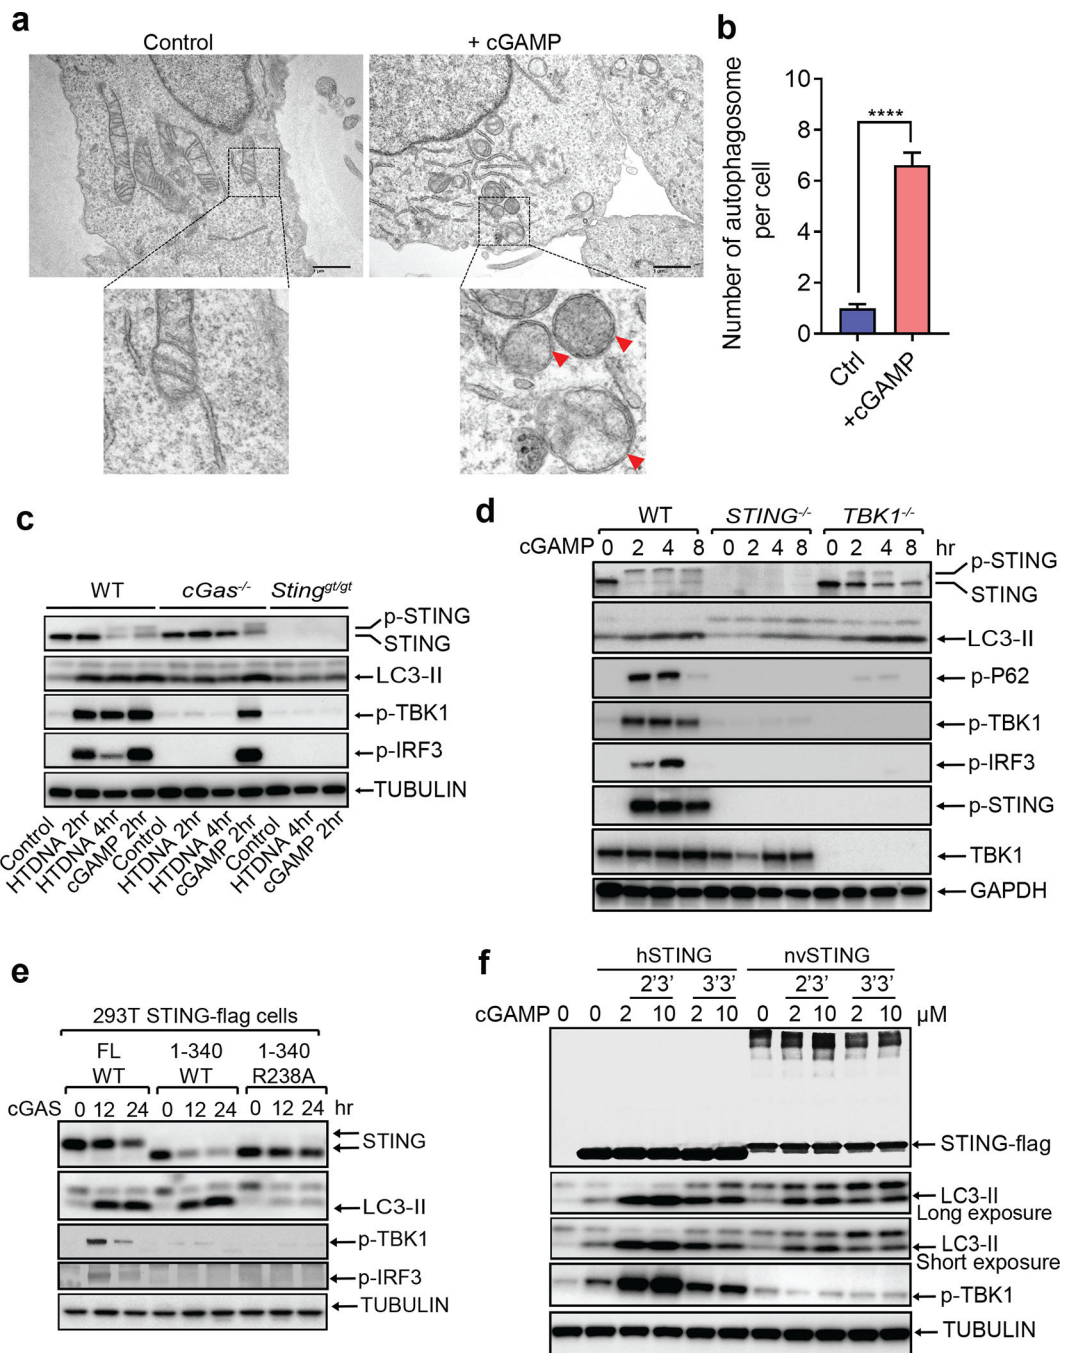 a
Control
+ cGAMP
1 µm
1 µm
b
Number of autophagosome
per cell
10
8
6
4
2
0
****
Ctrl
+cGAMP
c
WT
cGas-/-
Stinggt/gt
p-STING
STING
LC3-II
p-TBK1
p-IRF3
TUBULIN
Control
HTDNA 2hr
HTDNA 4hr
cGAMP 2hr
Control
HTDNA 2hr
HTDNA 4hr
cGAMP 2hr
Control
HTDNA 4hr
cGAMP 2hr
d
WT
STING-/-
TBK1-/-
cGAMP 0 2 4 8 0 2 4 8 0 2 4 8 hr
p-STING
STING
LC3-II
p-P62
p-TBK1
p-IRF3
p-STING
TBK1
GAPDH
e
293T STING-flag cells
FL 1-340 1-340
WT WT R238A
cGAS 0 12 24 0 12 24 0 12 24 hr
STING
LC3-II
p-TBK1
p-IRF3
TUBULIN
f
hSTING nvSTING
2'3' 3'3' 2'3' 3'3'
cGAMP 0 0 2 10 2 10 0 2 10 2 10 µM
STING-flag
LC3-II
Long exposure
LC3-II
Short exposure
p-TBK1
TUBULIN